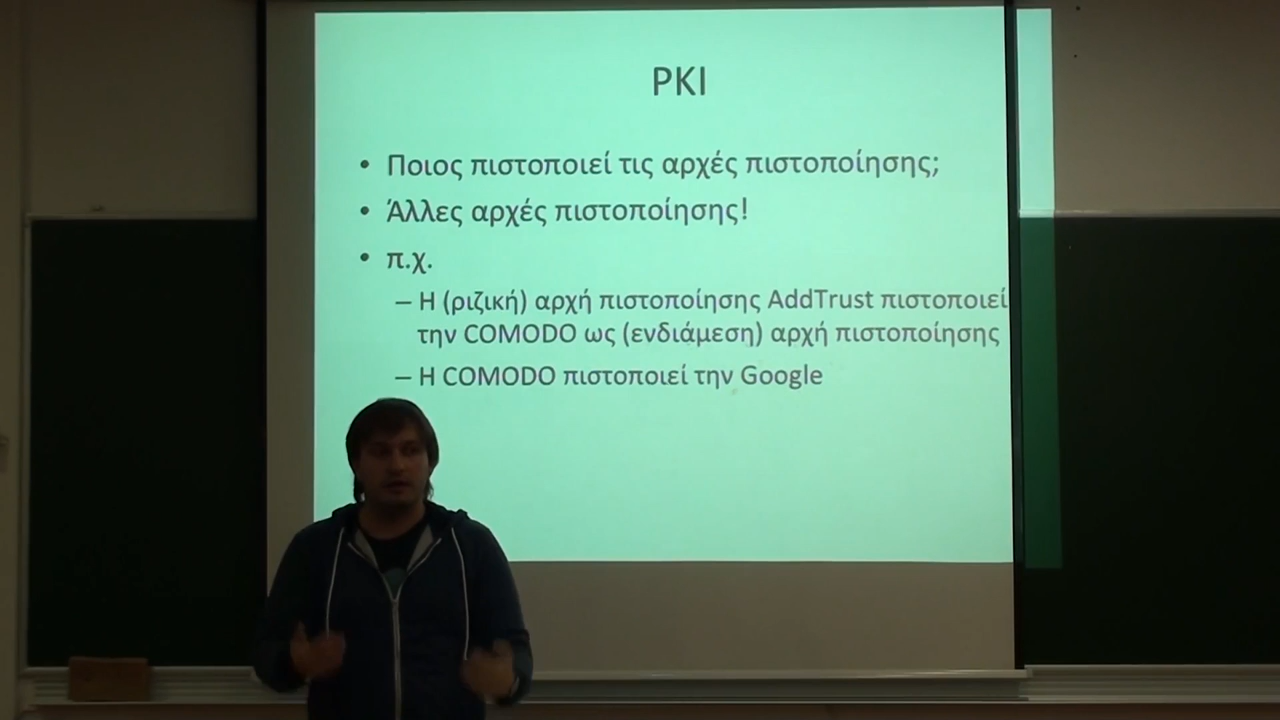 PKI
• Ποιος πιστοποιεί τις αρχές πιστοποίησης;
• Άλλες αρχές πιστοποίησης!
• π.χ.
– Η (ριζική) αρχή πιστοποίησης AddTrust πιστοποιεί
την COMODO ως (ενδιάμεση) αρχή πιστοποίησης
– Η COMODO πιστοποιεί την Google